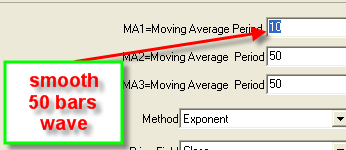 MA1=Moving Average Period 10
MA2=Moving Average Period 50
MA3=Moving Average Period 50
smooth
50 bars
wave
Method Exponent